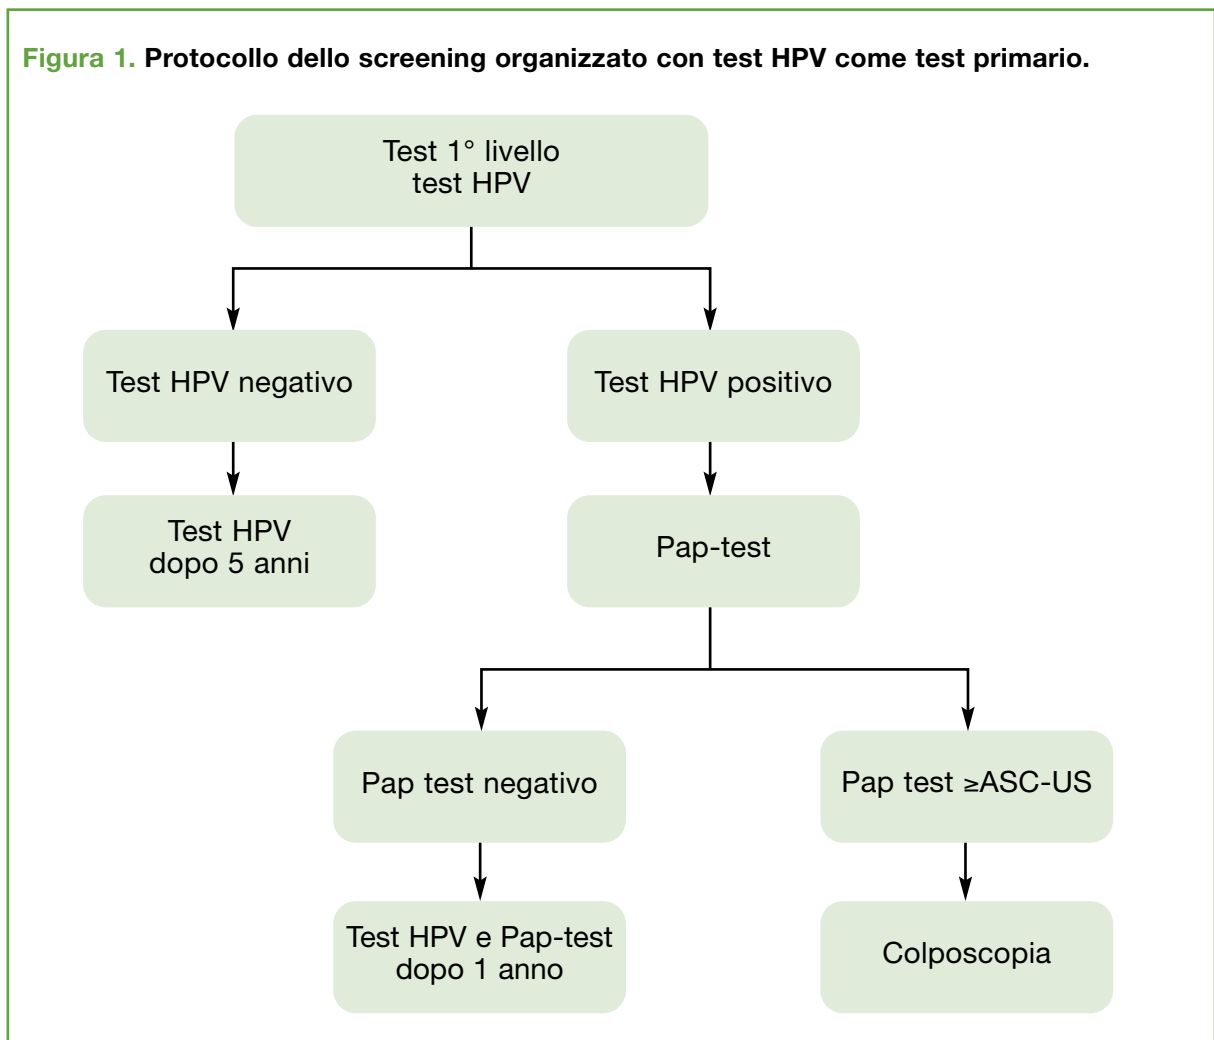 Figura 1. Protocollo dello screening organizzato con test HPV come test primario.
Test 1° livello
test HPV
Test HPV negativo
Test HPV positivo
Test HPV
dopo 5 anni
Pap-test
Pap test negativo
Pap test ≥ASC-US
Test HPV e Pap-test
dopo 1 anno
Colposcopia